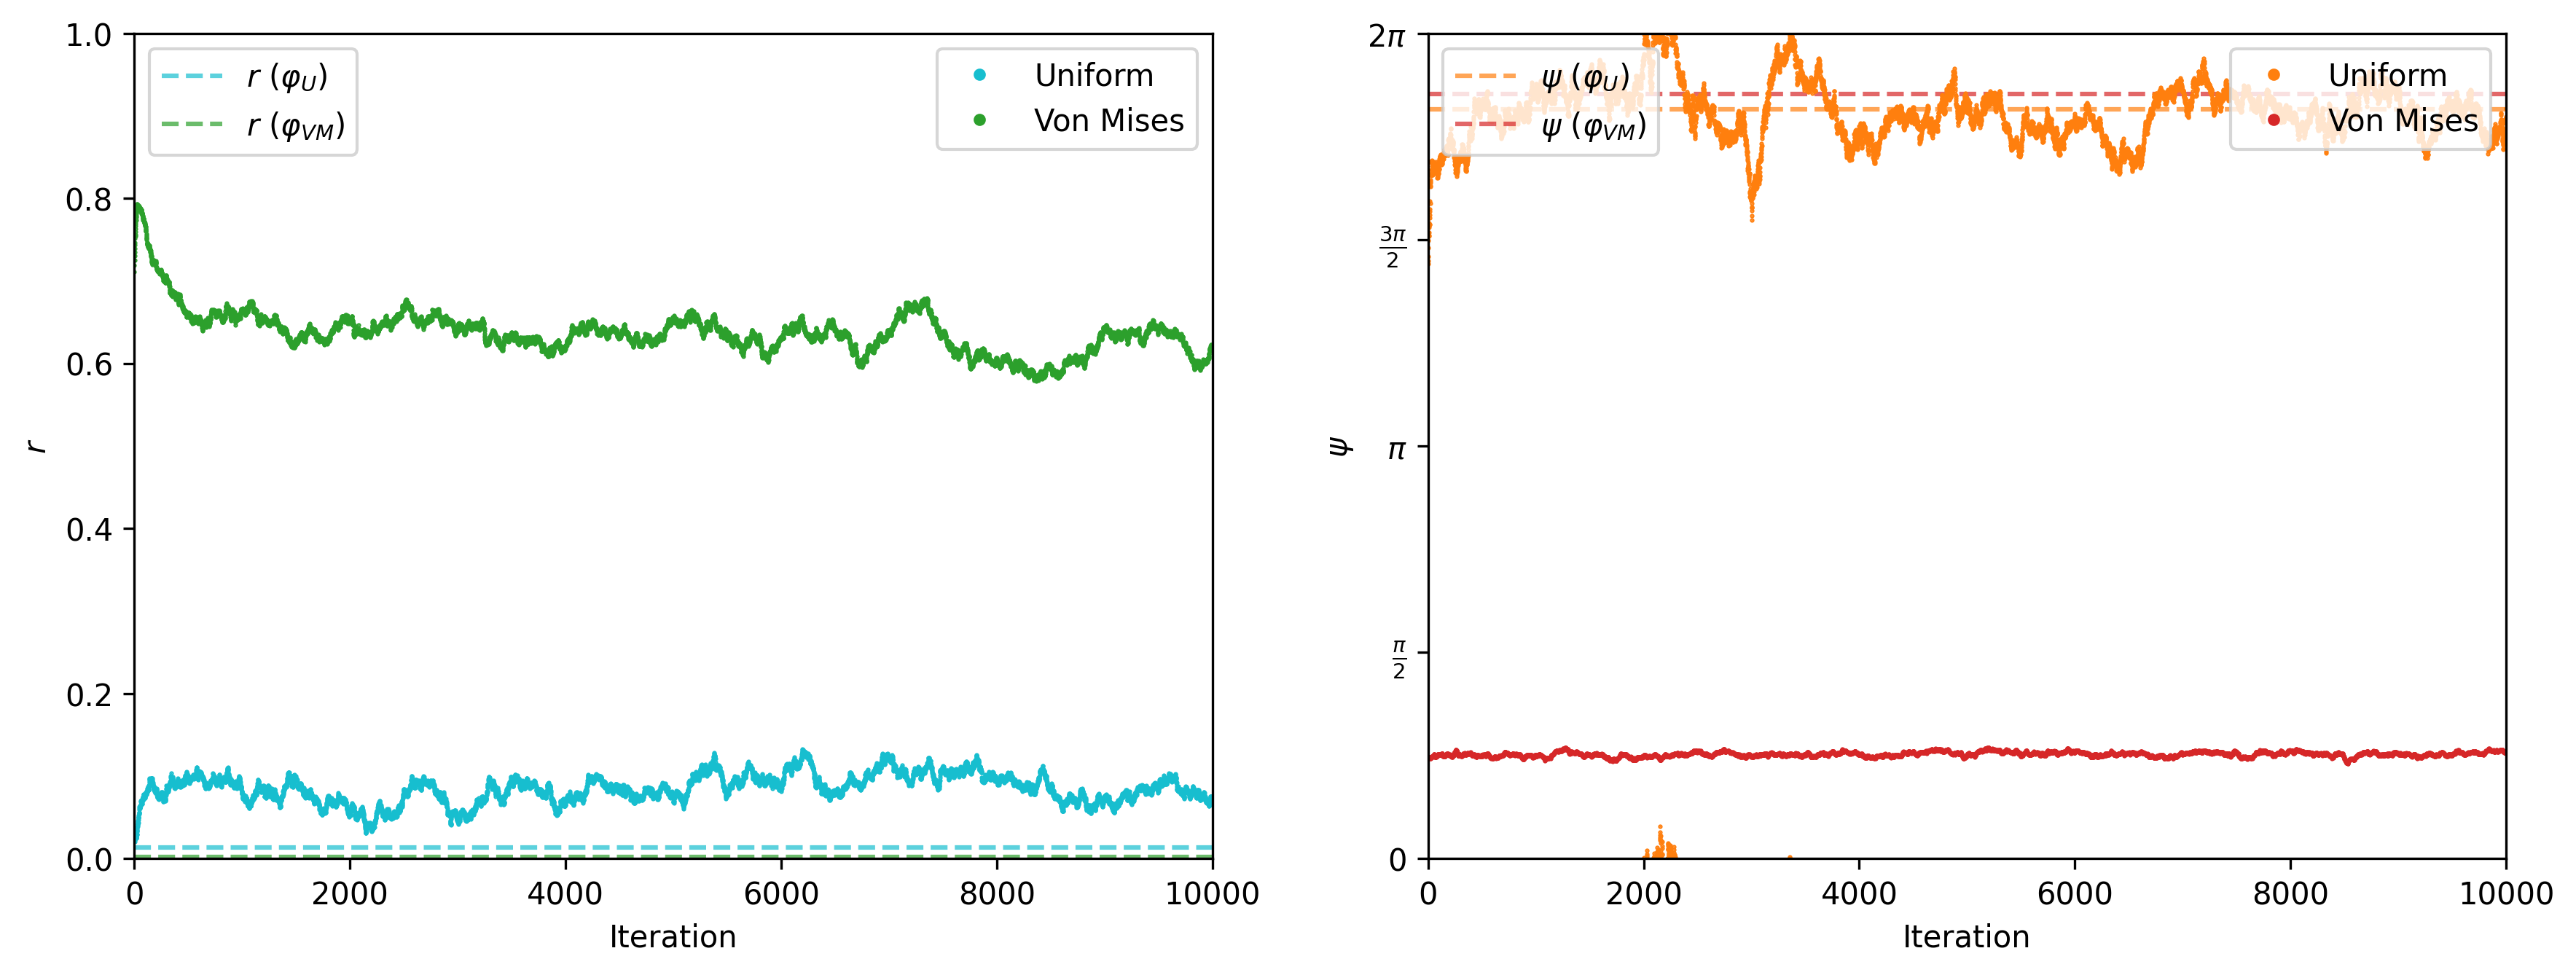 1.0
0.8
0.6
0.4
0.2
0.0
r
r (φ_U)
r (φ_VM)
Uniform
Von Mises
0 2000 4000 6000 8000 10000
Iteration
2π
3π/2
π
π/2
0
ψ
ψ (φ_U)
ψ (φ_VM)
Uniform
Von Mises
0 2000 4000 6000 8000 10000
Iteration